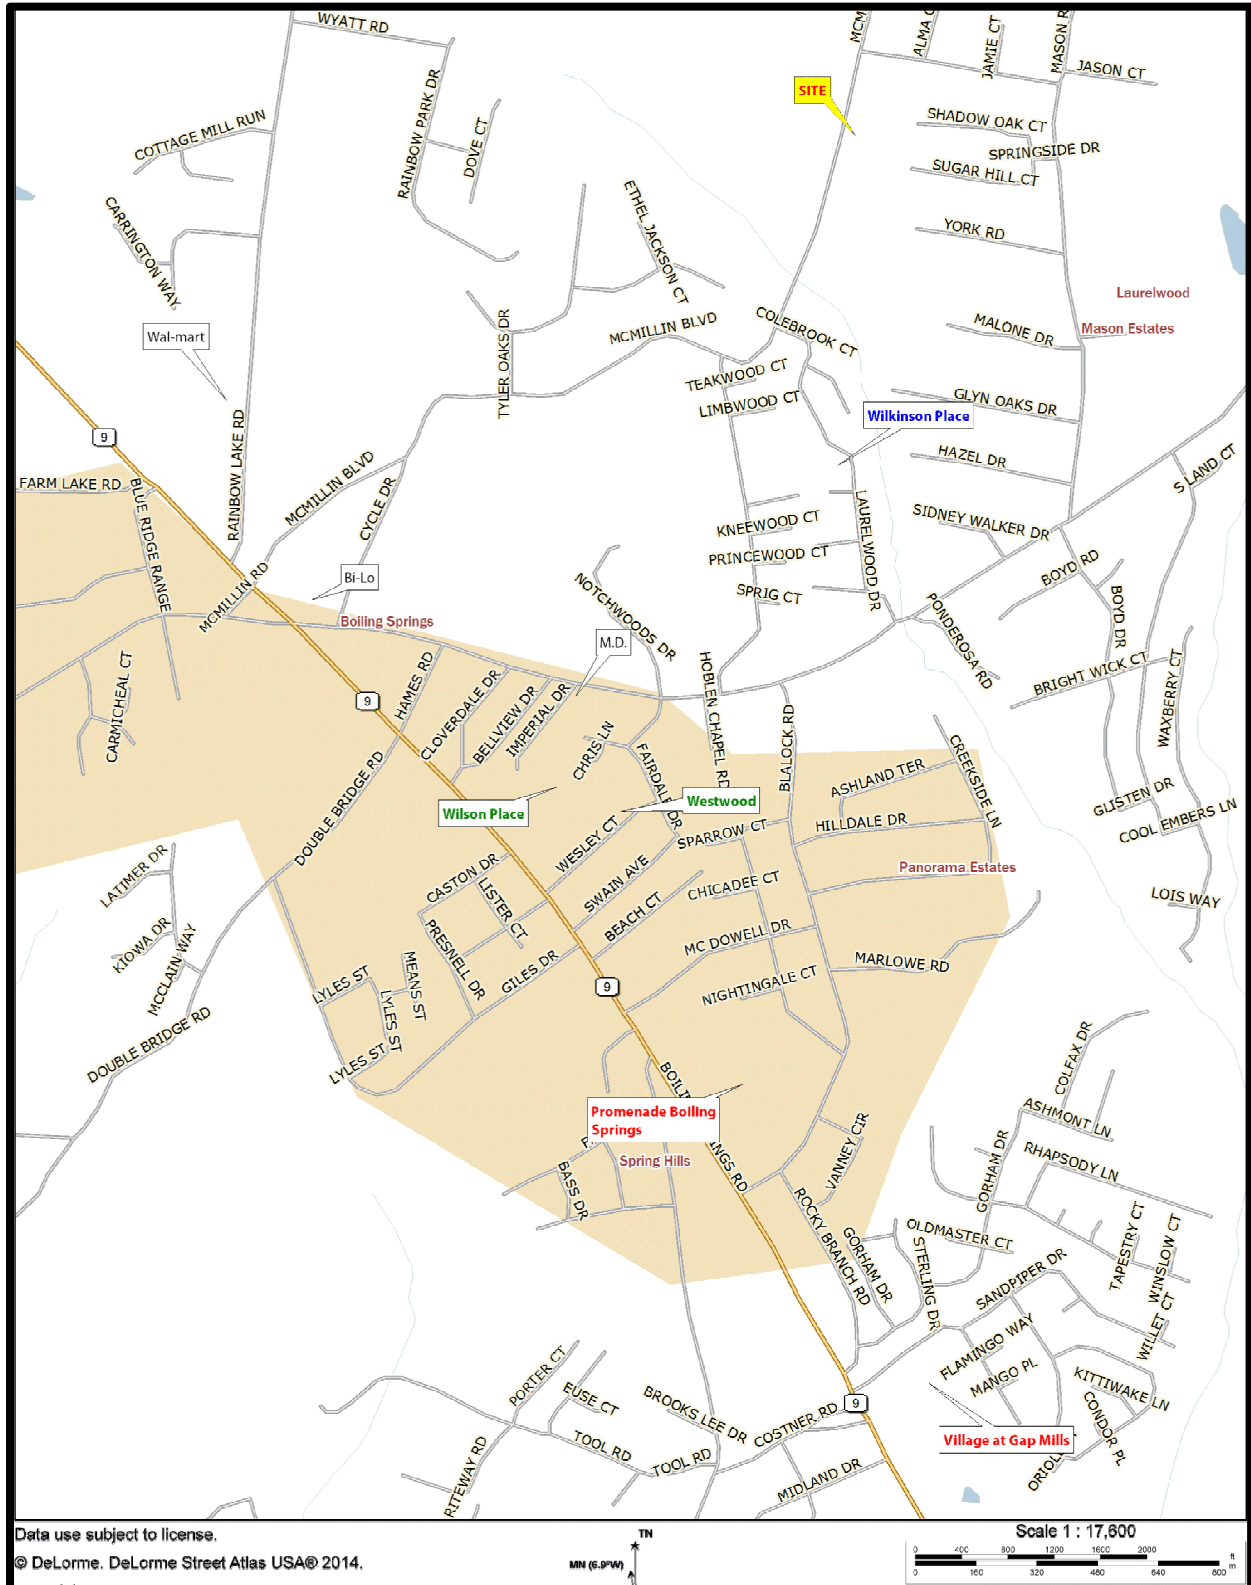 WYATT RD
MCM
ALMA C
JAMIE CT
MASON R
JASON CT
SITE
RAINBOW PARK DR
DOVE CT
COTTAGE MILL RUN
SHADOW OAK CT
SPRINGSIDE DR
SUGAR HILL CT
YORK RD
CARRINGTON WAY
ETHEL JACKSON CT
Laurelwood
Mason Estates
Wal-mart
TYLER OAKS DR
MCMILLIN BLVD
COLEBROOK CT
MALONE DR
TEAKWOOD CT
LIMBWOOD CT
GLYN OAKS DR
Wilkinson Place
9
FARM LAKE RD
BLUE RIDGE RANGE
RAINBOW LAKE RD
MCMILLIN BLVD
CYCLE DR
HAZEL DR
S LAND CT
KNEEWOOD CT
LAURELWOOD DR
SIDNEY WALKER DR
PRINCEWOOD CT
BOYD RD
MCMILLIN RD
Bi-Lo
NOTCHWOODS DR
SPRIG CT
PONDEROSA RD
BOYD DR
Boiling Springs
M.D.
CARMICHEAL CT
HAMES RD
CLOVERDALE DR
BELLVIEW DR
IMPERIAL DR
HOBLEN CHAPEL RD
BRIGHT WICK CT
WAXBERRY CT
9
CHRIS LN
FAIRDALE DR
BLALOCK RD
CREEKSIDE LN
DOUBLE BRIDGE RD
ASHLAND TER
GLISTEN DR
Wilson Place
Westwood
WESLEY CT
SPARROW CT
HILLDALE DR
COOL EMBERS LN
LATIMER DR
CASTON DR
LISTER CT
SWAIN AVE
CHICADEE CT
Panorama Estates
LOIS WAY
BEACH CT
KIOWA DR
MCCLAIN WAY
PRESNELL DR
MC DOWELL DR
MARLOWE RD
LYLES ST
MEANS ST
GILES DR
9
NIGHTINGALE CT
LYLES ST
DOUBLE BRIDGE RD
LYLES ST
COLFAX DR
BOILIN
NGS RD
Promenade Boiling
Springs
ASHMONT LN
Spring Hills
BASS DR
VANNEY CIR
GORHAM DR
RHAPSODY LN
ROCKY BRANCH RD
GORHAM DR
STERLING DR
OLDMASTER CT
TAPESTRY CT
WINSLOW CT
SANDPIPER DR
WILLET CT
FLAMINGO WAY
MANGO PL
KITTIWAKE LN
CONDOR PL
PORTER CT
EUSE CT
BROOKS LEE DR
COSTNER RD
9
Village at Gap Mills
RITEWAY RD
TOOL RD
TOOL RD
MIDLAND DR
ORIOL
Data use subject to license.
© DeLorme. DeLorme Street Atlas USA® 2014.
TN
MN (6.9°W)
Scale 1 : 17,600
0 400 800 1200 1600 2000 ft
0 160 320 480 640 800 m